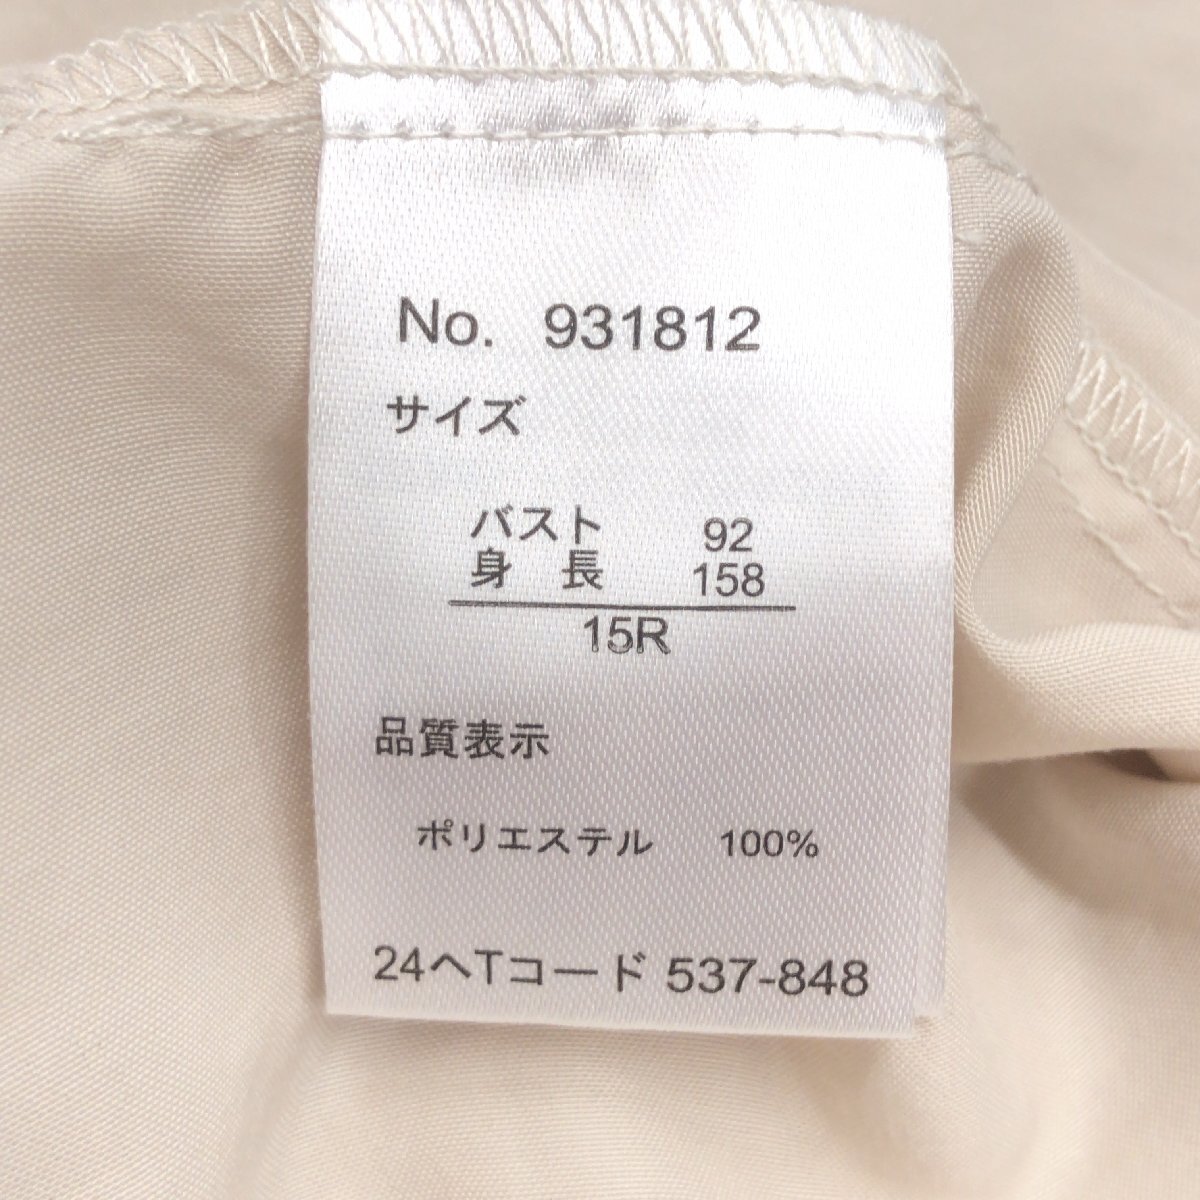 No. 931812
サイズ
バスト 92
身長 158
15R
品質表示
ポリエステル 100%
24ヘTコード 537-848